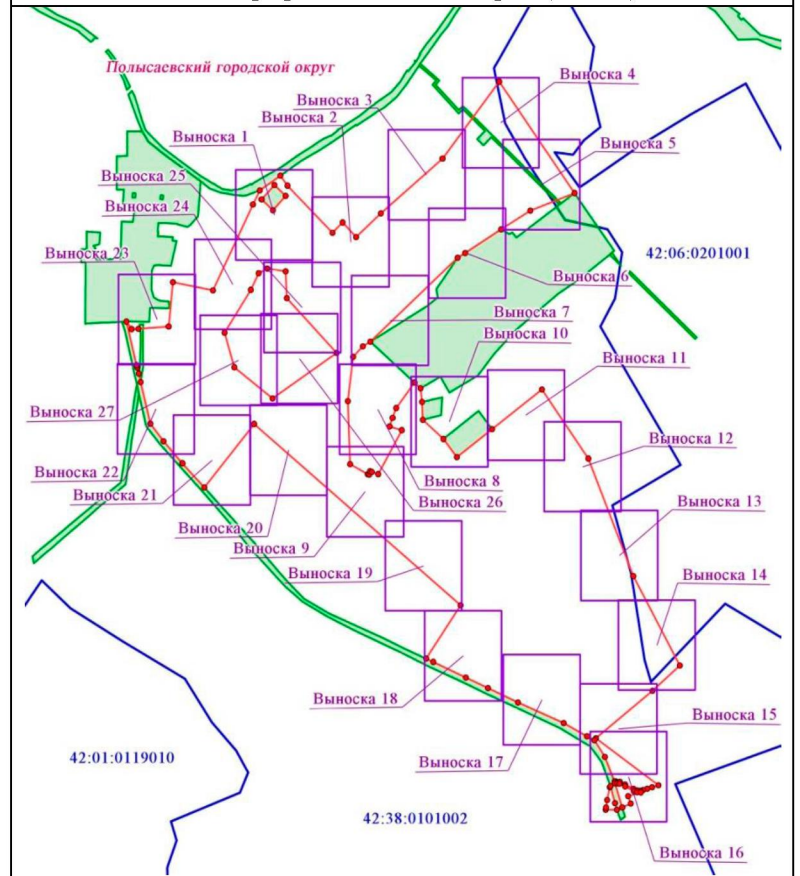 Полысаевский городской округ
Выноска 4
Выноска 3
Выноска 2
Выноска 1
Выноска 5
Выноска 25
Выноска 24
Выноска 23
42:06:0201001
Выноска 6
Выноска 7
Выноска 10
Выноска 11
Выноска 27
Выноска 12
Выноска 22
Выноска 8
Выноска 21
Выноска 26
Выноска 13
Выноска 20
Выноска 9
Выноска 19
Выноска 14
Выноска 18
Выноска 15
42:01:0119010
Выноска 17
42:38:0101002
Выноска 16